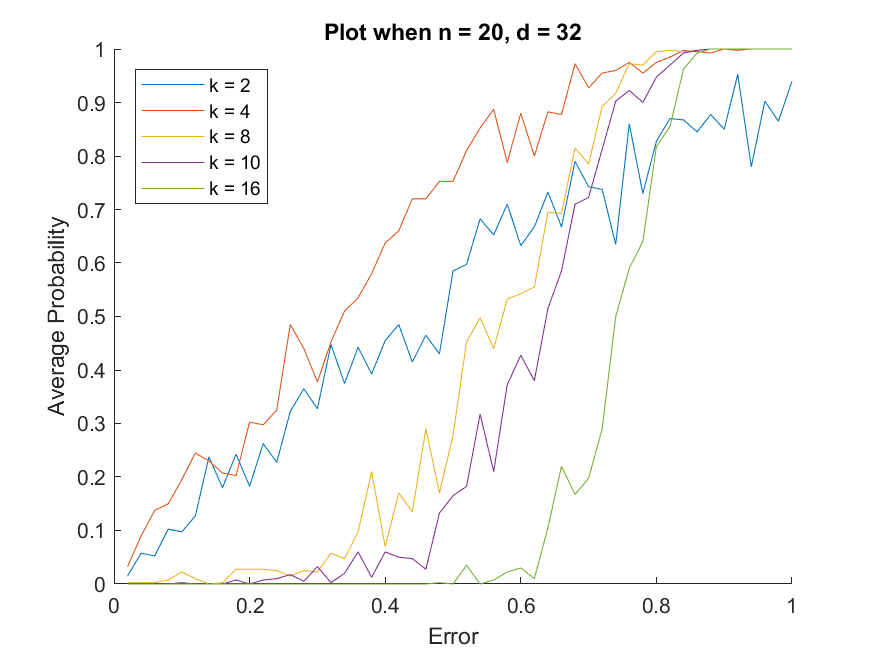 Plot when n = 20, d = 32
k = 2
k = 4
k = 8
k = 10
k = 16
Average Probability
1
0.9
0.8
0.7
0.6
0.5
0.4
0.3
0.2
0.1
0
0 0.2 0.4 0.6 0.8 1
Error